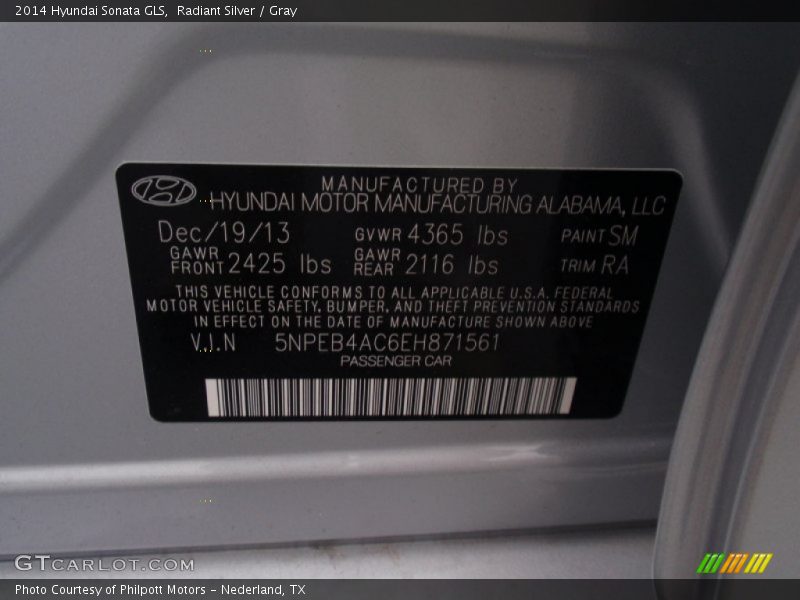 2014 Hyundai Sonata GLS, Radiant Silver / Gray
MANUFACTURED BY
HYUNDAI MOTOR MANUFACTURING ALABAMA, LLC
Dec/19/13 GVWR 4365 lbs PAINT SM
GAWR FRONT 2425 lbs GAWR REAR 2116 lbs TRIM RA
THIS VEHICLE CONFORMS TO ALL APPLICABLE U.S.A. FEDERAL
MOTOR VEHICLE SAFETY, BUMPER, AND THEFT PREVENTION STANDARDS
IN EFFECT ON THE DATE OF MANUFACTURE SHOWN ABOVE
V.I.N 5NPEB4AC6EH871561
PASSENGER CAR
GTCARLOT.COM
Photo Courtesy of Philpott Motors - Nederland, TX